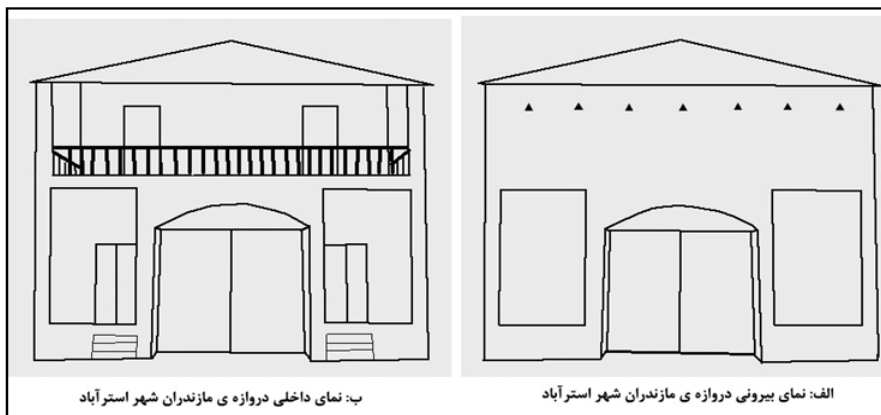 الف: نمای بیرونی دروازه ی مازندران شهر استرآباد
ب: نمای داخلی دروازه ی مازندران شهر استرآباد